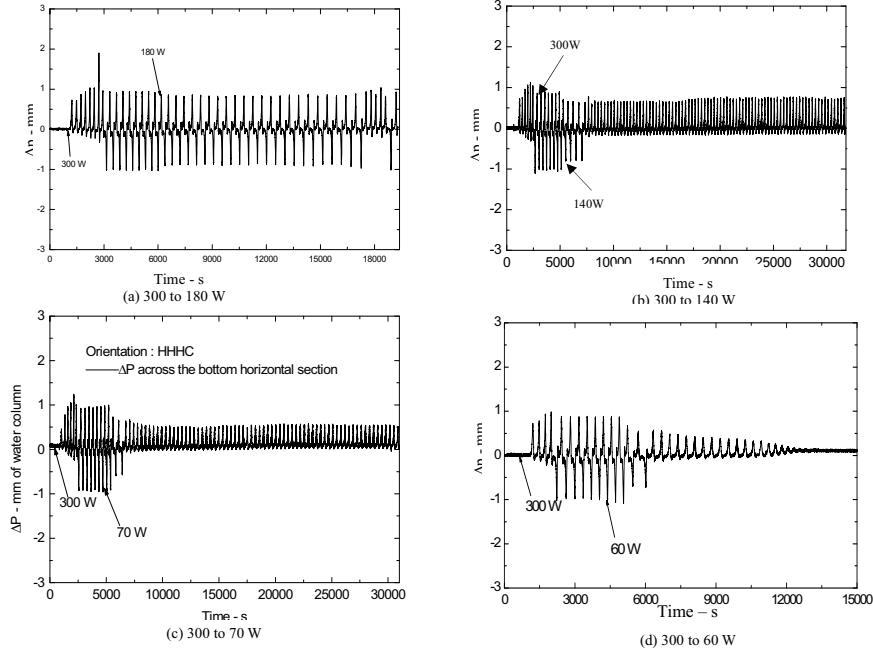 3
2
1
0
-1
-2
-3
Δp - mm
180 W
300 W
0 3000 6000 9000 12000 15000 18000
Time - s
(a) 300 to 180 W
3
2
1
0
-1
-2
-3
Δp - mm
300W
140W
0 5000 10000 15000 20000 25000 30000
Time - s
(b) 300 to 140 W
3
2
1
0
-1
-2
-3
ΔP - mm of water column
Orientation : HHHC
ΔP across the bottom horizontal section
300 W
70 W
0 5000 10000 15000 20000 25000 30000
Time - s
(c) 300 to 70 W
3
2
1
0
-1
-2
-3
Δp - mm
300 W
60 W
0 3000 6000 9000 12000 15000
Time – s
(d) 300 to 60 W